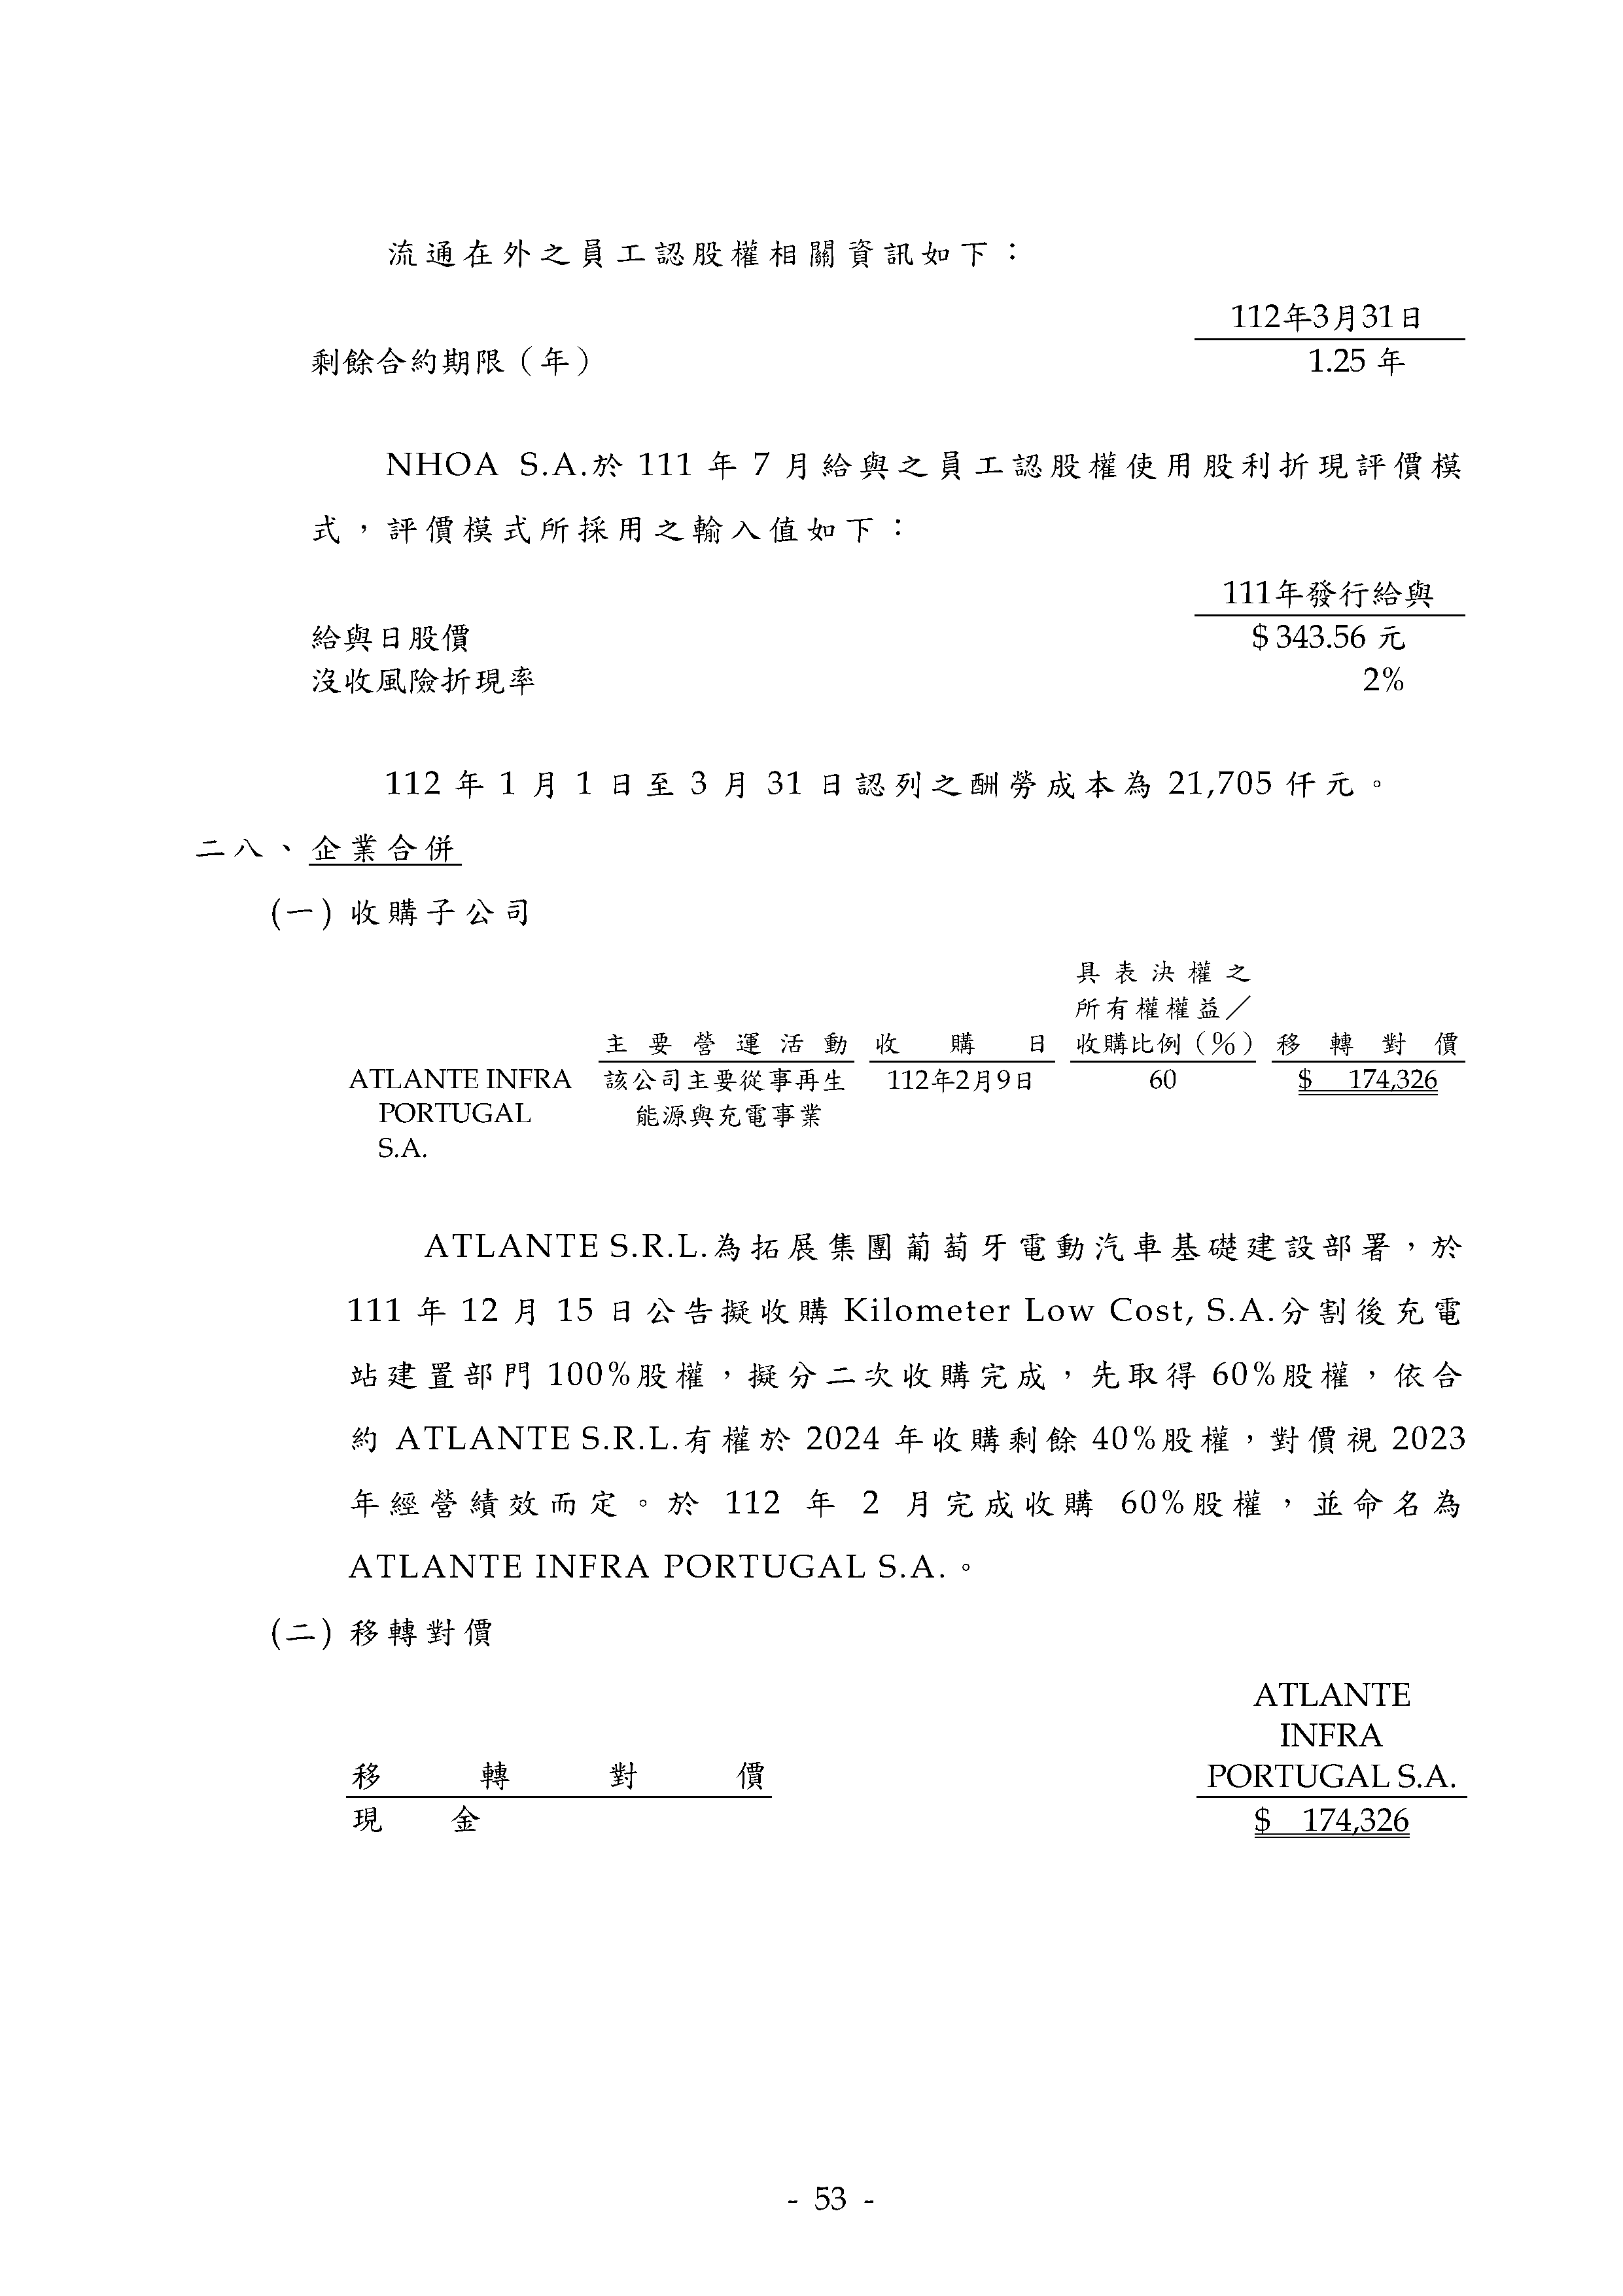 流通在外之員工認股權相關資訊如下：
112年3月31日
剩餘合約期限（年） 1.25 年
NHOA S.A.於 111 年 7 月給與之員工認股權使用股利折現評價模
式，評價模式所採用之輸入值如下：
111年發行給與
給與日股價 $ 343.56 元
沒收風險折現率 2%
112 年 1 月 1 日至 3 月 31 日認列之酬勞成本為 21,705 仟元。
二八、企業合併
(一) 收購子公司
具表決權之
所有權權益／
主要營運活動 收購日 收購比例（%） 移轉對價
ATLANTE INFRA 該公司主要從事再生 112年2月9日 60 $ 174,326
PORTUGAL 能源與充電事業
S.A.
ATLANTE S.R.L.為拓展集團葡萄牙電動汽車基礎建設部署，於
111 年 12 月 15 日公告擬收購 Kilometer Low Cost, S.A.分割後充電
站建置部門 100%股權，擬分二次收購完成，先取得 60%股權，依合
約 ATLANTE S.R.L.有權於 2024 年收購剩餘 40%股權，對價視 2023
年經營績效而定。於 112 年 2 月完成收購 60%股權，並命名為
ATLANTE INFRA PORTUGAL S.A.。
(二) 移轉對價
ATLANTE
INFRA
移轉對價 PORTUGAL S.A.
現金 $ 174,326
- 53 -